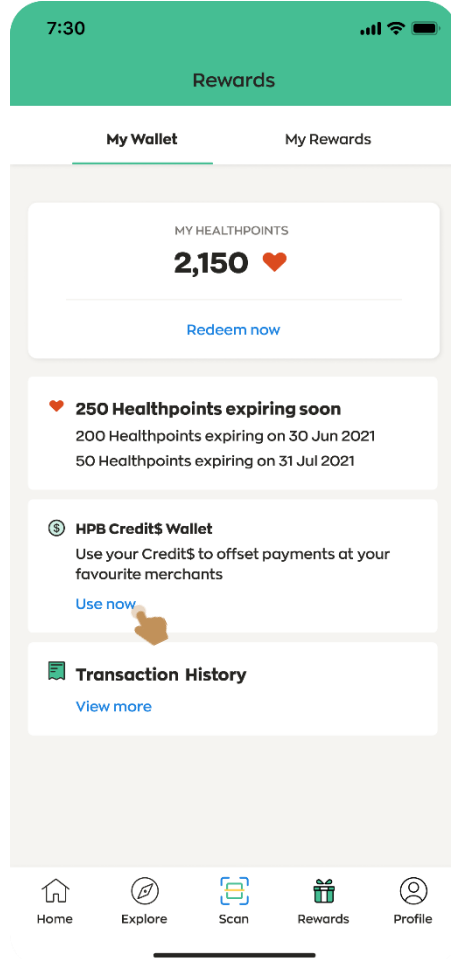 7:30
Rewards
My Wallet
My Rewards
MY HEALTHPOINTS
2,150
Redeem now
250 Healthpoints expiring soon
200 Healthpoints expiring on 30 Jun 2021
50 Healthpoints expiring on 31 Jul 2021
$ HPB Credit$ Wallet
Use your Credit$ to offset payments at your
favourite merchants
Use now
Transaction History
View more
Home
Explore
Scan
Rewards
Profile